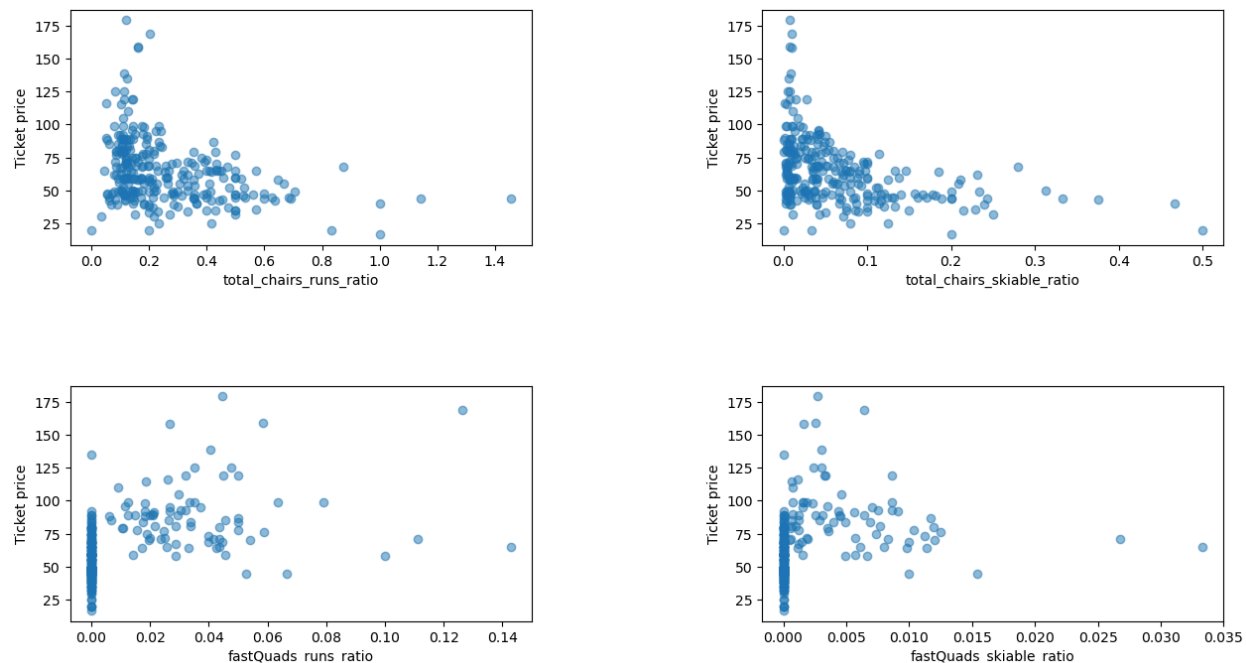 175
150
125
100
75
50
25
Ticket price
0.0 0.2 0.4 0.6 0.8 1.0 1.2 1.4
total_chairs_runs_ratio
175
150
125
100
75
50
25
Ticket price
0.0 0.1 0.2 0.3 0.4 0.5
total_chairs_skiable_ratio
175
150
125
100
75
50
25
Ticket price
0.00 0.02 0.04 0.06 0.08 0.10 0.12 0.14
fastQuads_runs_ratio
175
150
125
100
75
50
25
Ticket price
0.000 0.005 0.010 0.015 0.020 0.025 0.030 0.035
fastQuads_skiable_ratio